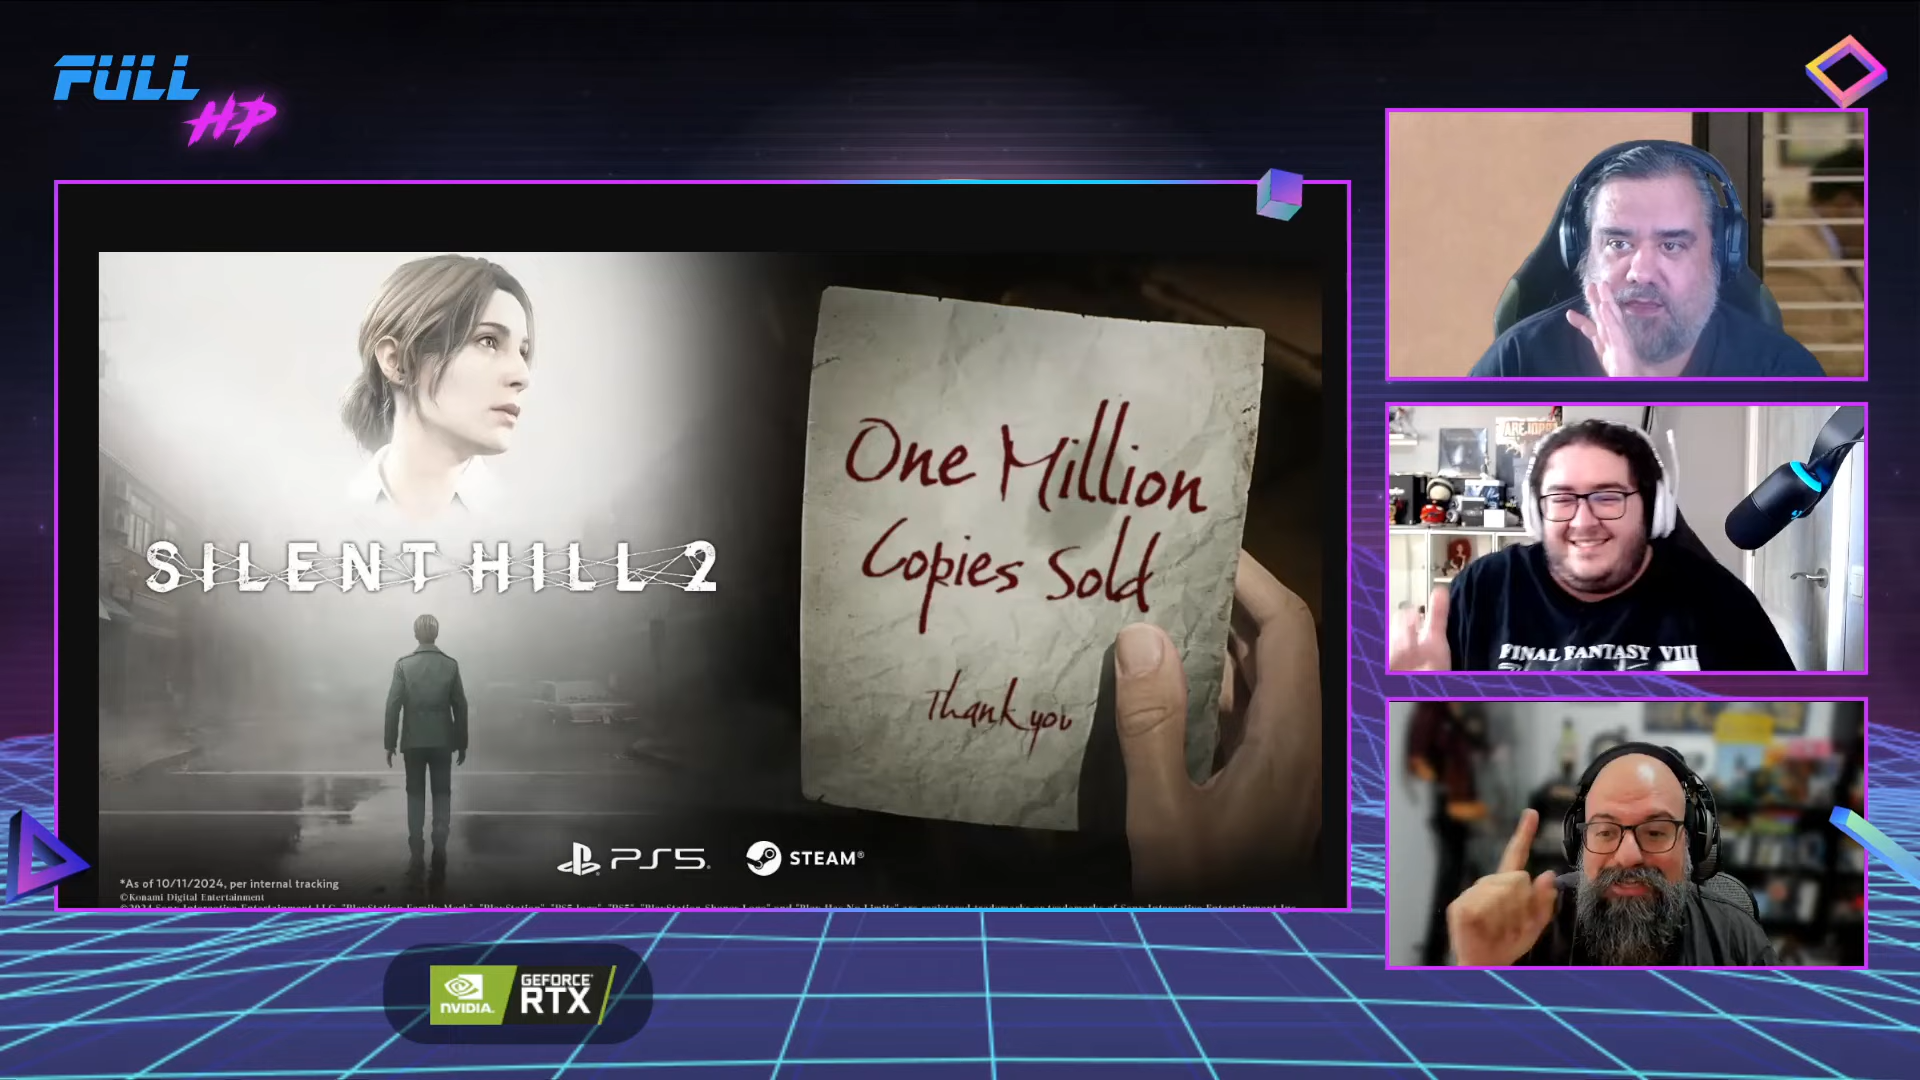 FULL
HP
SILENT HILL 2
One Million
Copies Sold
Thank you
PS5
STEAM®
*As of 10/11/2024, per internal tracking
©Konami Digital Entertainment
FINAL FANTASY VIII
NVIDIA.
GEFORCE
RTX